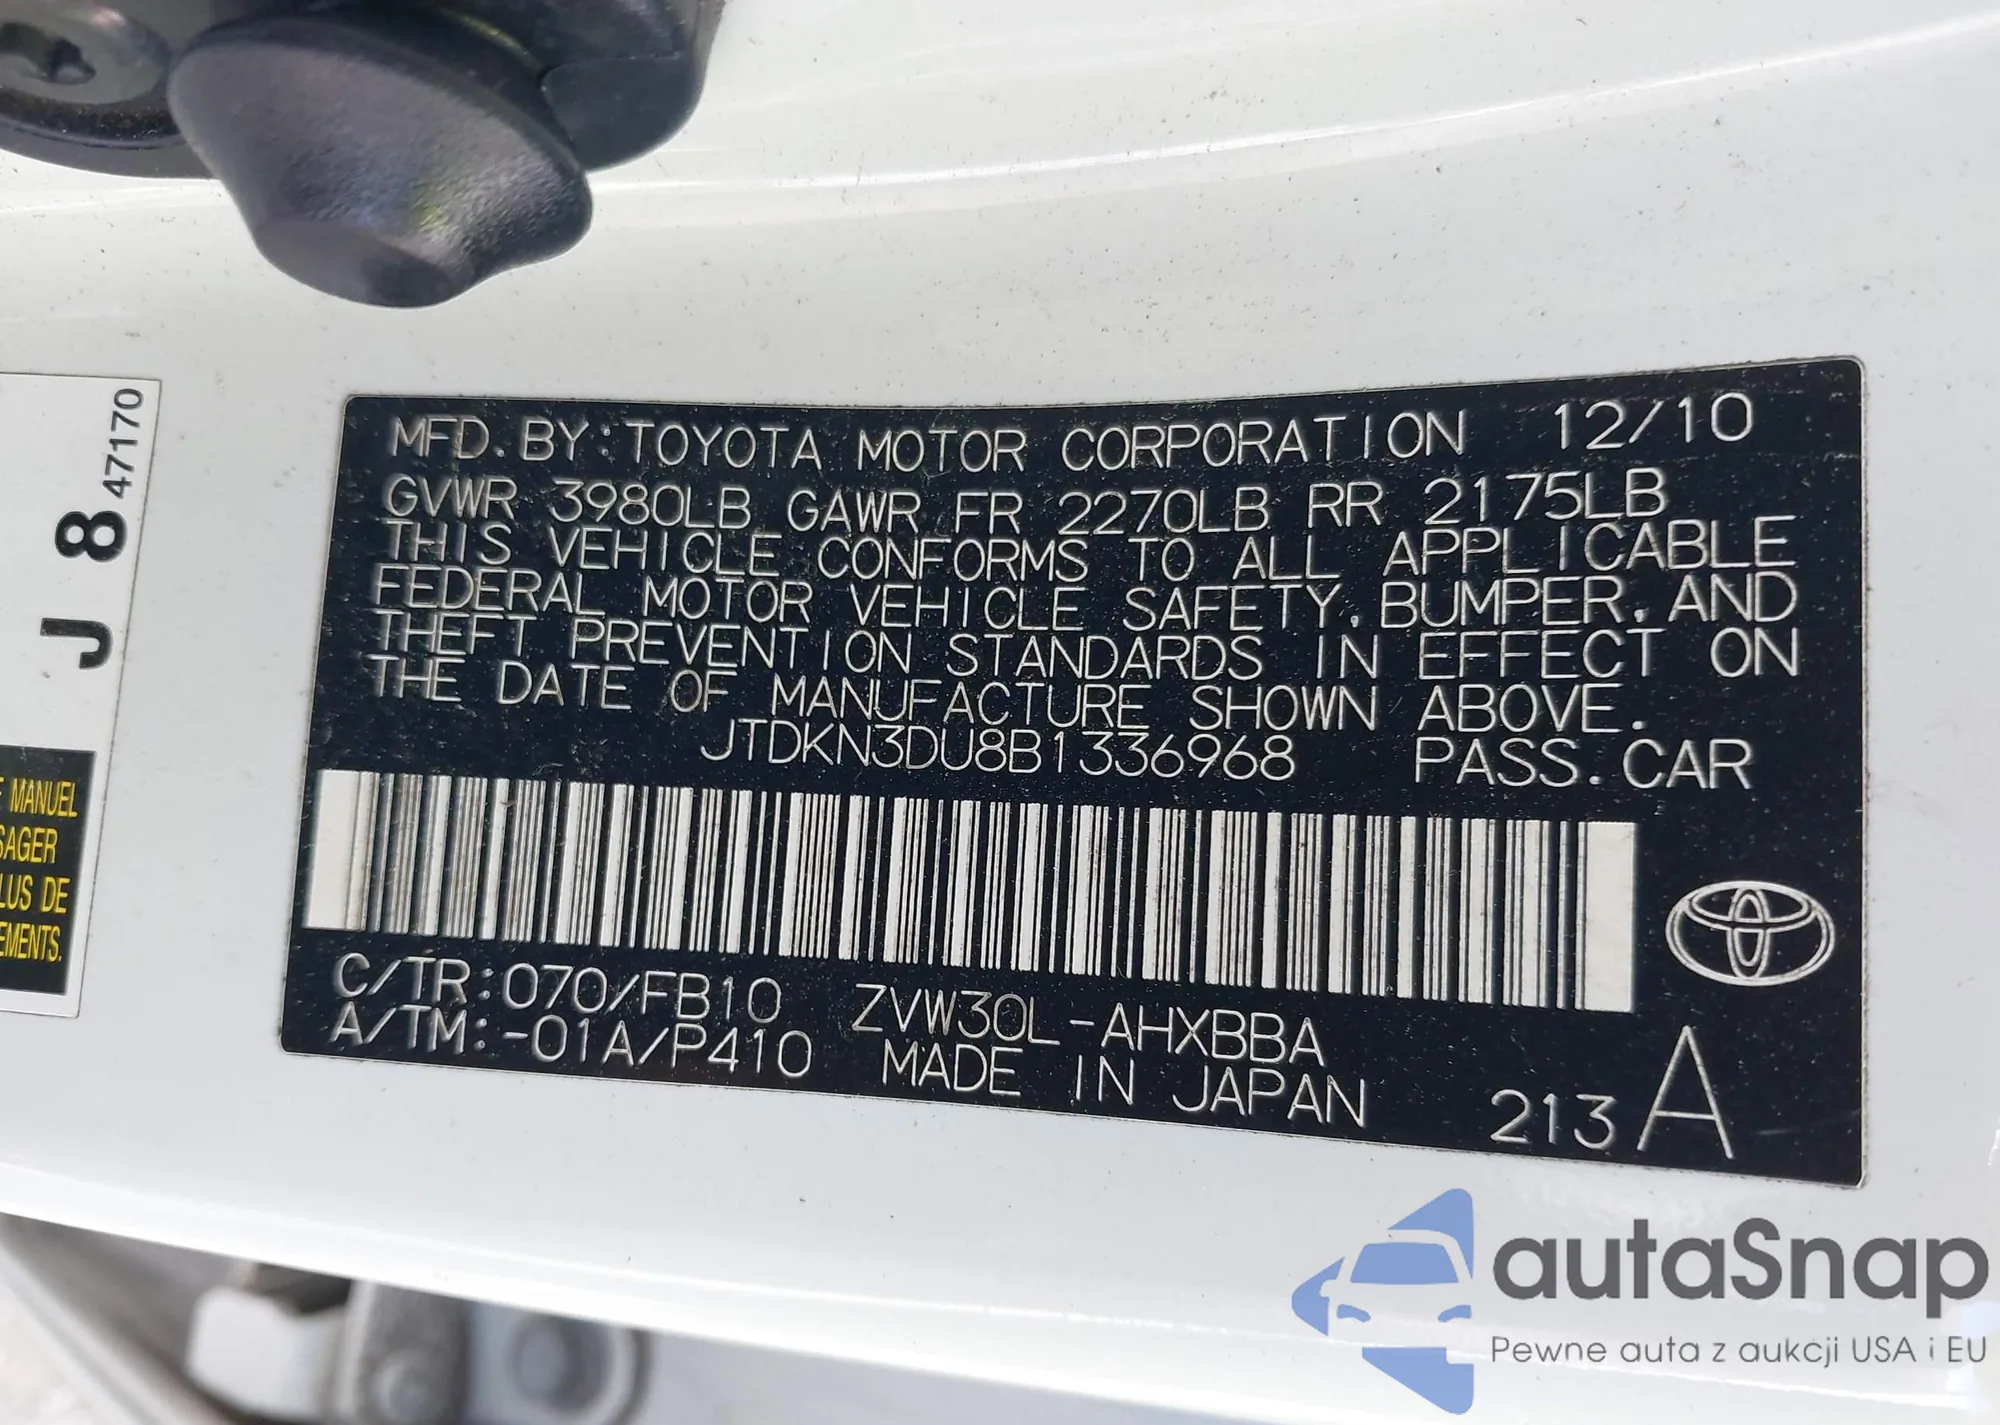 J 8 47170
E MANUEL
SAGER
LUS DE
EMENTS.
MFD. BY: TOYOTA MOTOR CORPORATION 12/10
GVWR 3980LB GAWR FR 2270LB RR 2175LB
THIS VEHICLE CONFORMS TO ALL APPLICABLE
FEDERAL MOTOR VEHICLE SAFETY, BUMPER, AND
THEFT PREVENTION STANDARDS IN EFFECT ON
THE DATE OF MANUFACTURE SHOWN ABOVE.
JTDKN3DU8B1336968 PASS. CAR
C/TR: 070/FB10 ZVW30L-AHXBBA
A/TM: -01A/P410 MADE IN JAPAN 213 A
autaSnap
Pewne auta z aukcji USA i EU